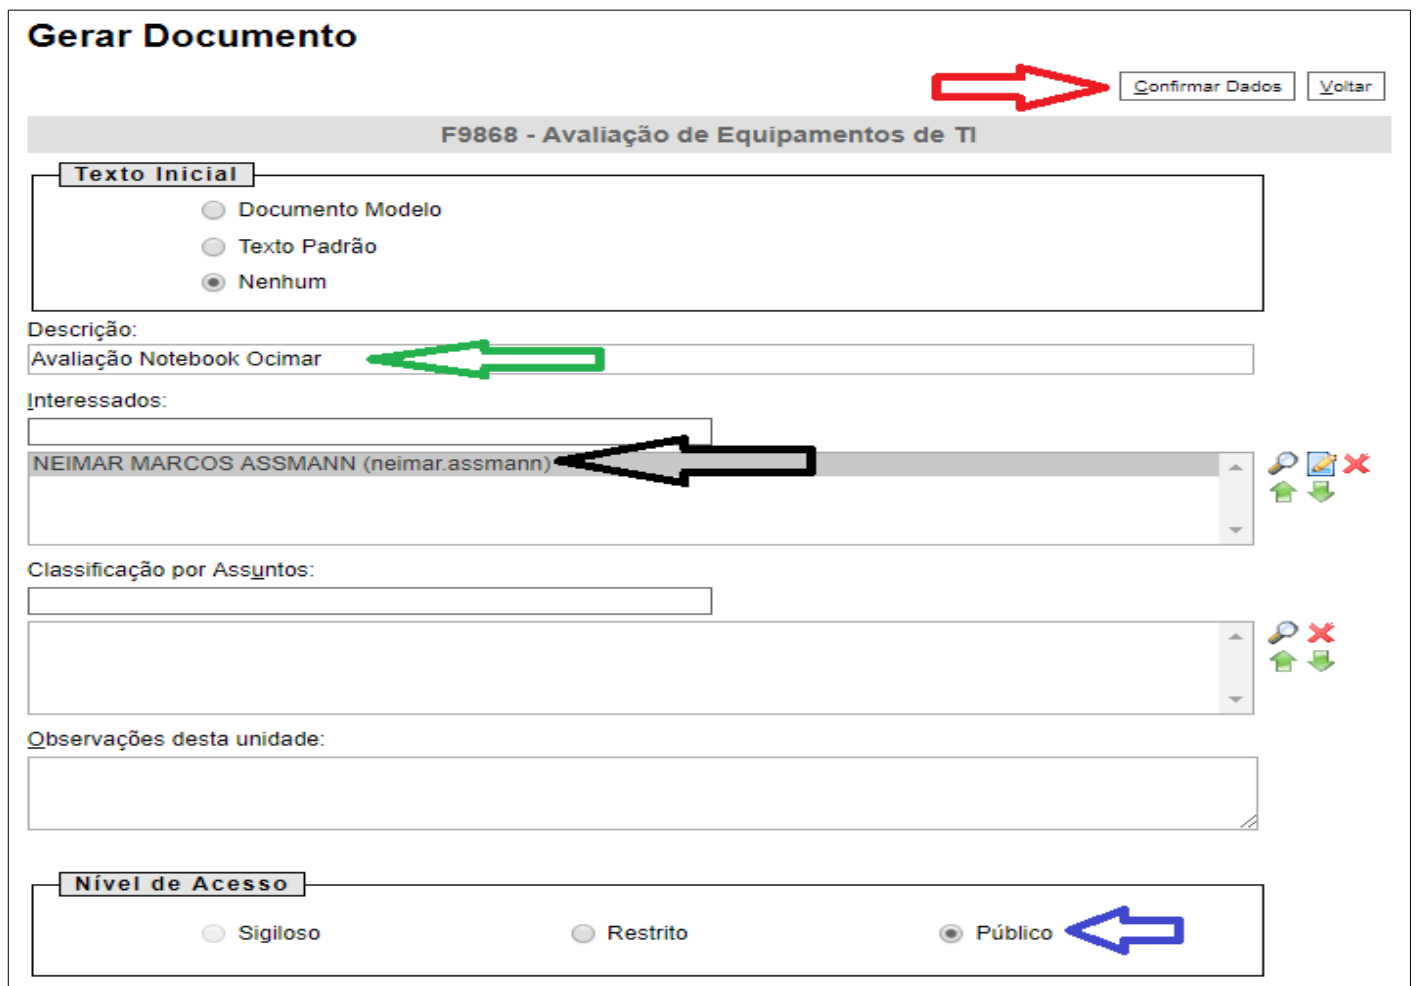 Gerar Documento
Confirmar Dados Voltar
F9868 - Avaliação de Equipamentos de TI
Texto Inicial
Documento Modelo
Texto Padrão
Nenhum
Descrição:
Avaliação Notebook Ocimar
Interessados:
NEIMAR MARCOS ASSMANN (neimar.assmann)
Classificação por Assuntos:
Observações desta unidade:
Nível de Acesso
Sigiloso Restrito Público